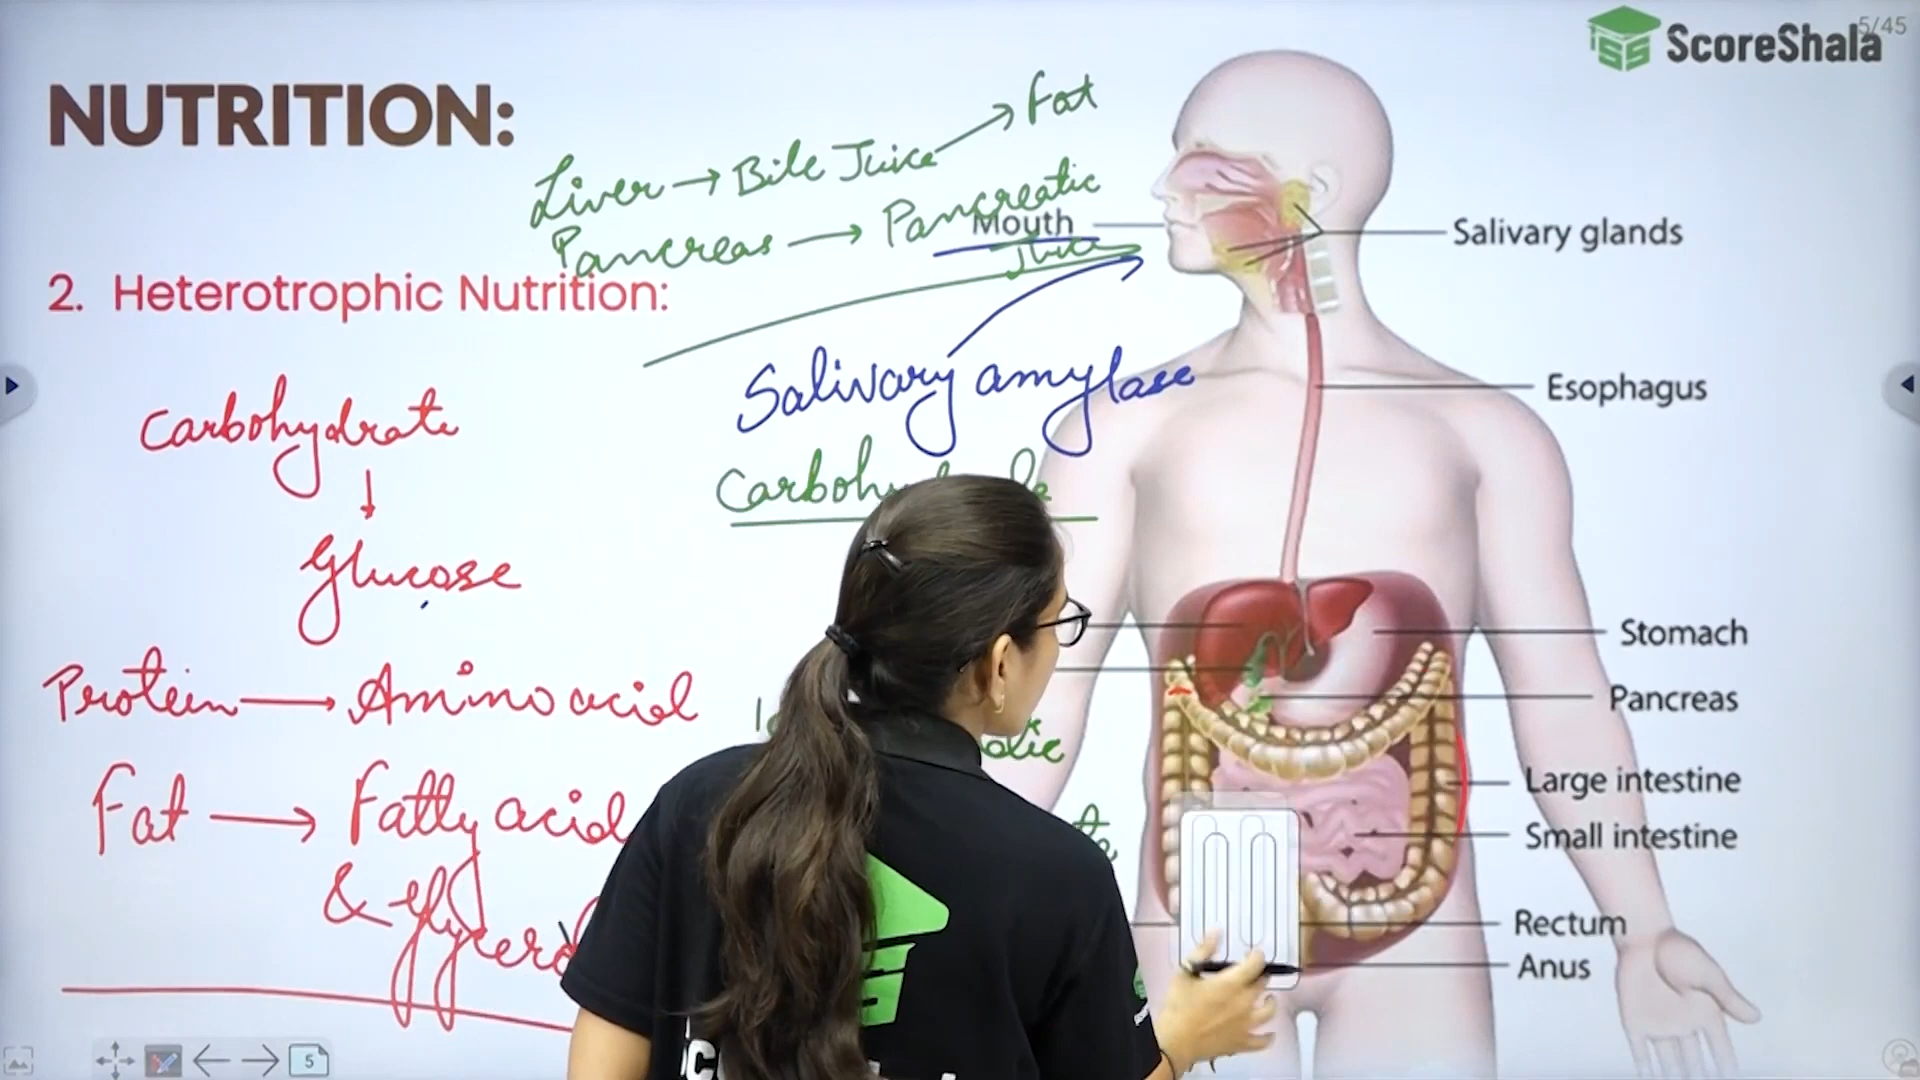 5/45
ScoreShala
NUTRITION:
Fat
Liver → Bile Juice
Pancreas → Pancreatic
Juice
Mouth
Salivary glands
2. Heterotrophic Nutrition:
Salivary amylase
Esophagus
Carbohydrate
↓
Glucose
Stomach
Protein → Amino acid
Pancreas
Fat → Fatty acid
& glycerol
Large intestine
Small intestine
Rectum
Anus
5